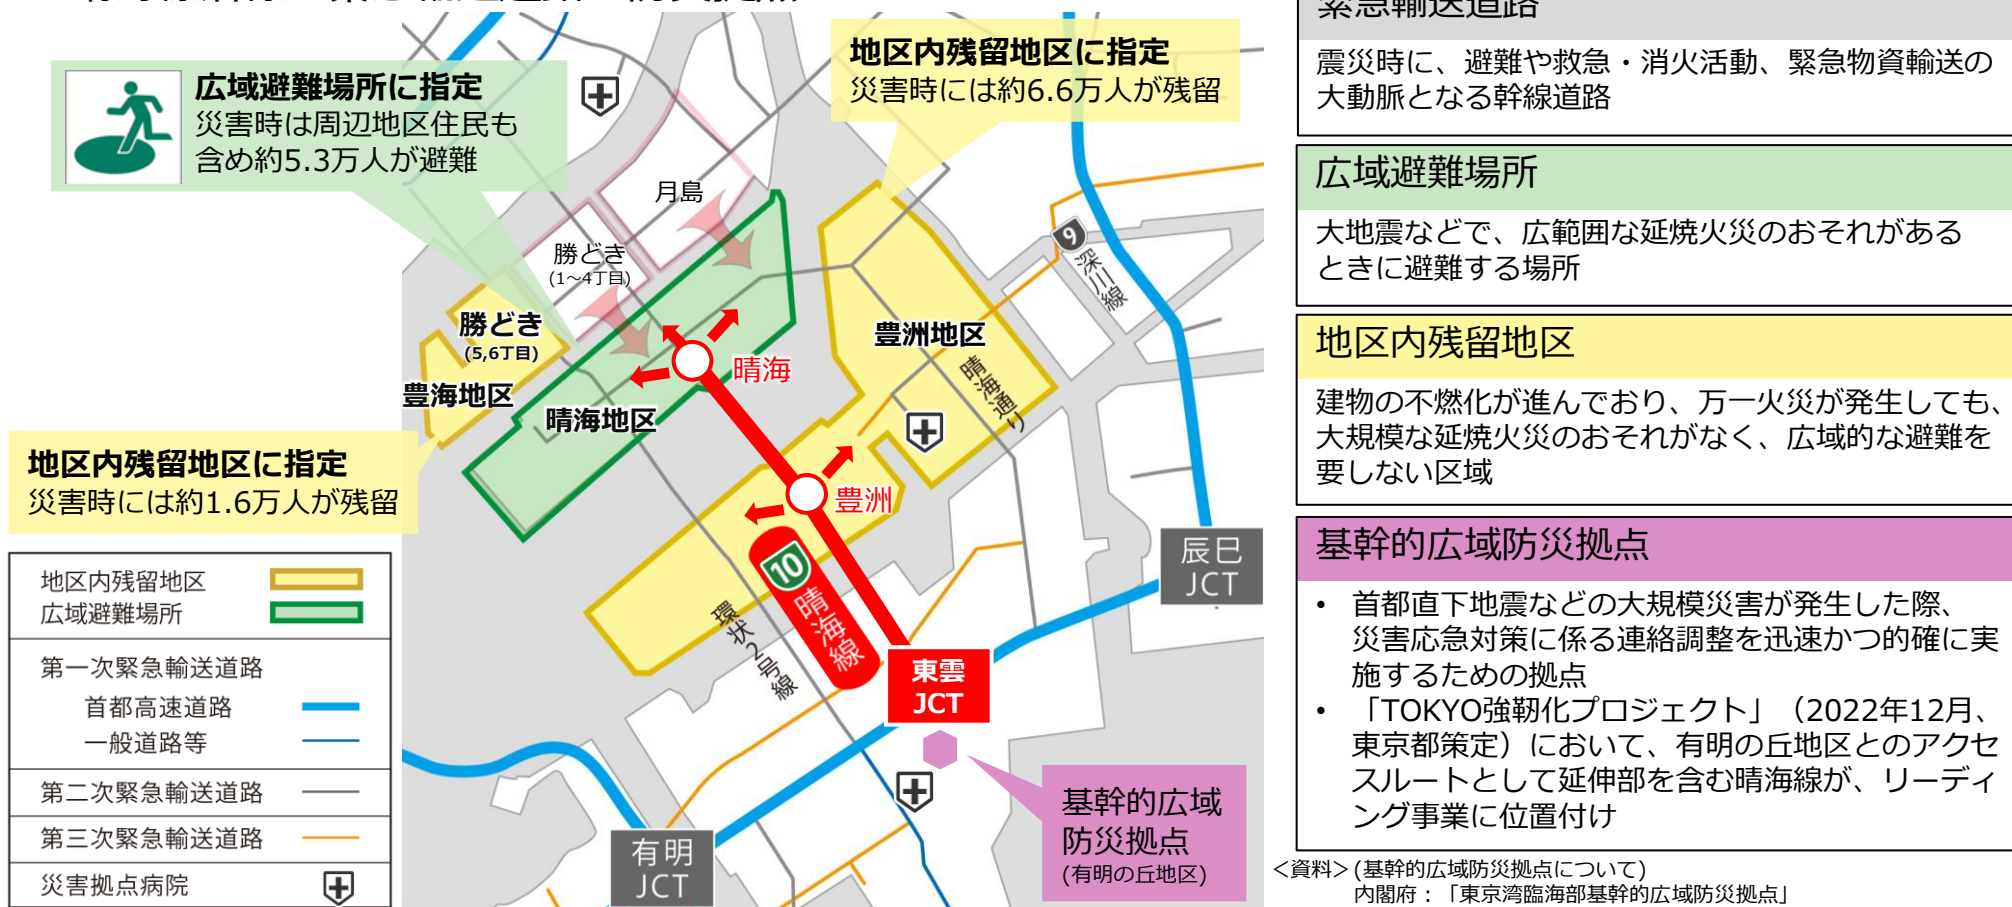 広域避難場所に指定
災害時は周辺地区住民も
含め約5.3万人が避難
地区内残留地区に指定
災害時には約6.6万人が残留
月島
勝どき
(1～4丁目)
勝どき
(5,6丁目)
豊海地区
晴海地区
晴海
豊洲地区
晴海通り
9
深川線
豊洲
地区内残留地区に指定
災害時には約1.6万人が残留
10
晴海線
環状2号線
辰巳
JCT
東雲
JCT
有明
JCT
基幹的広域
防災拠点
(有明の丘地区)
地区内残留地区
広域避難場所
第一次緊急輸送道路
首都高速道路
一般道路等
第二次緊急輸送道路
第三次緊急輸送道路
災害拠点病院
緊急輸送道路
震災時に、避難や救急・消火活動、緊急物資輸送の
大動脈となる幹線道路
広域避難場所
大地震などで、広範囲な延焼火災のおそれがある
ときに避難する場所
地区内残留地区
建物の不燃化が進んでおり、万一火災が発生しても、
大規模な延焼火災のおそれがなく、広域的な避難を
要しない区域
基幹的広域防災拠点
• 首都直下地震などの大規模災害が発生した際、
災害応急対策に係る連絡調整を迅速かつ的確に実
施するための拠点
• 「TOKYO強靭化プロジェクト」（2022年12月、
東京都策定）において、有明の丘地区とのアクセ
スルートとして延伸部を含む晴海線が、リーディ
ング事業に位置付け
＜資料＞(基幹的広域防災拠点について)
内閣府：「東京湾臨海部基幹的広域防災拠点」